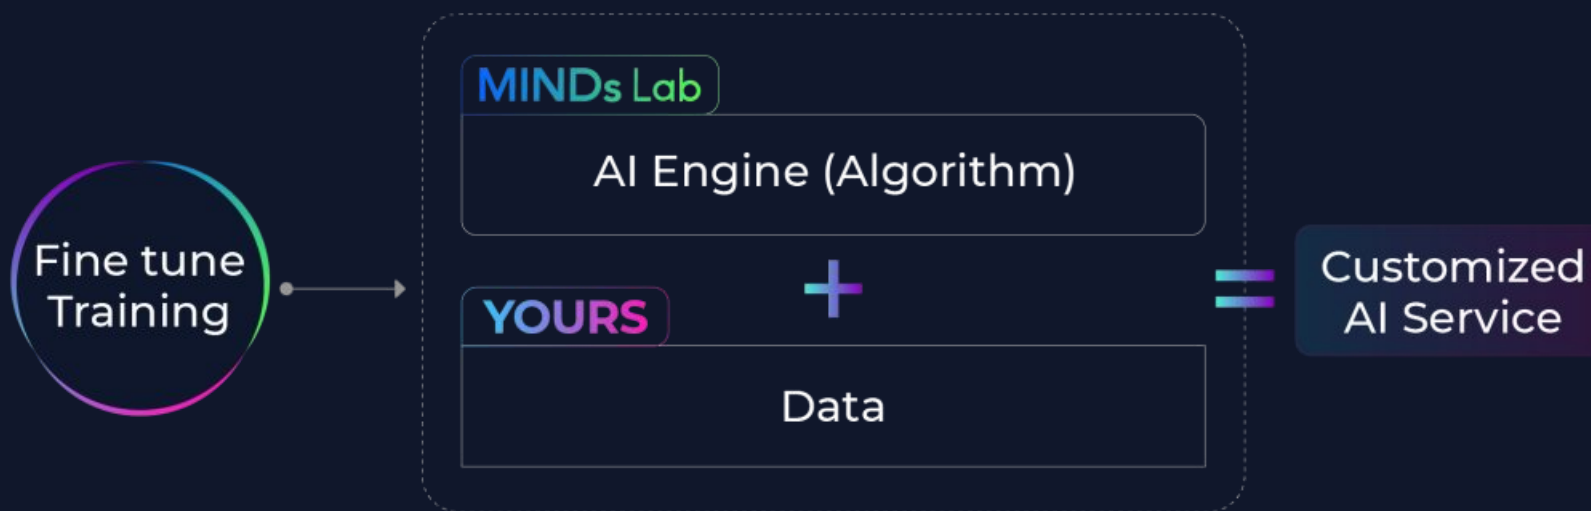 MINDs Lab
AI Engine (Algorithm)
Fine tune
Training
+
YOURS
Data
=
Customized
AI Service